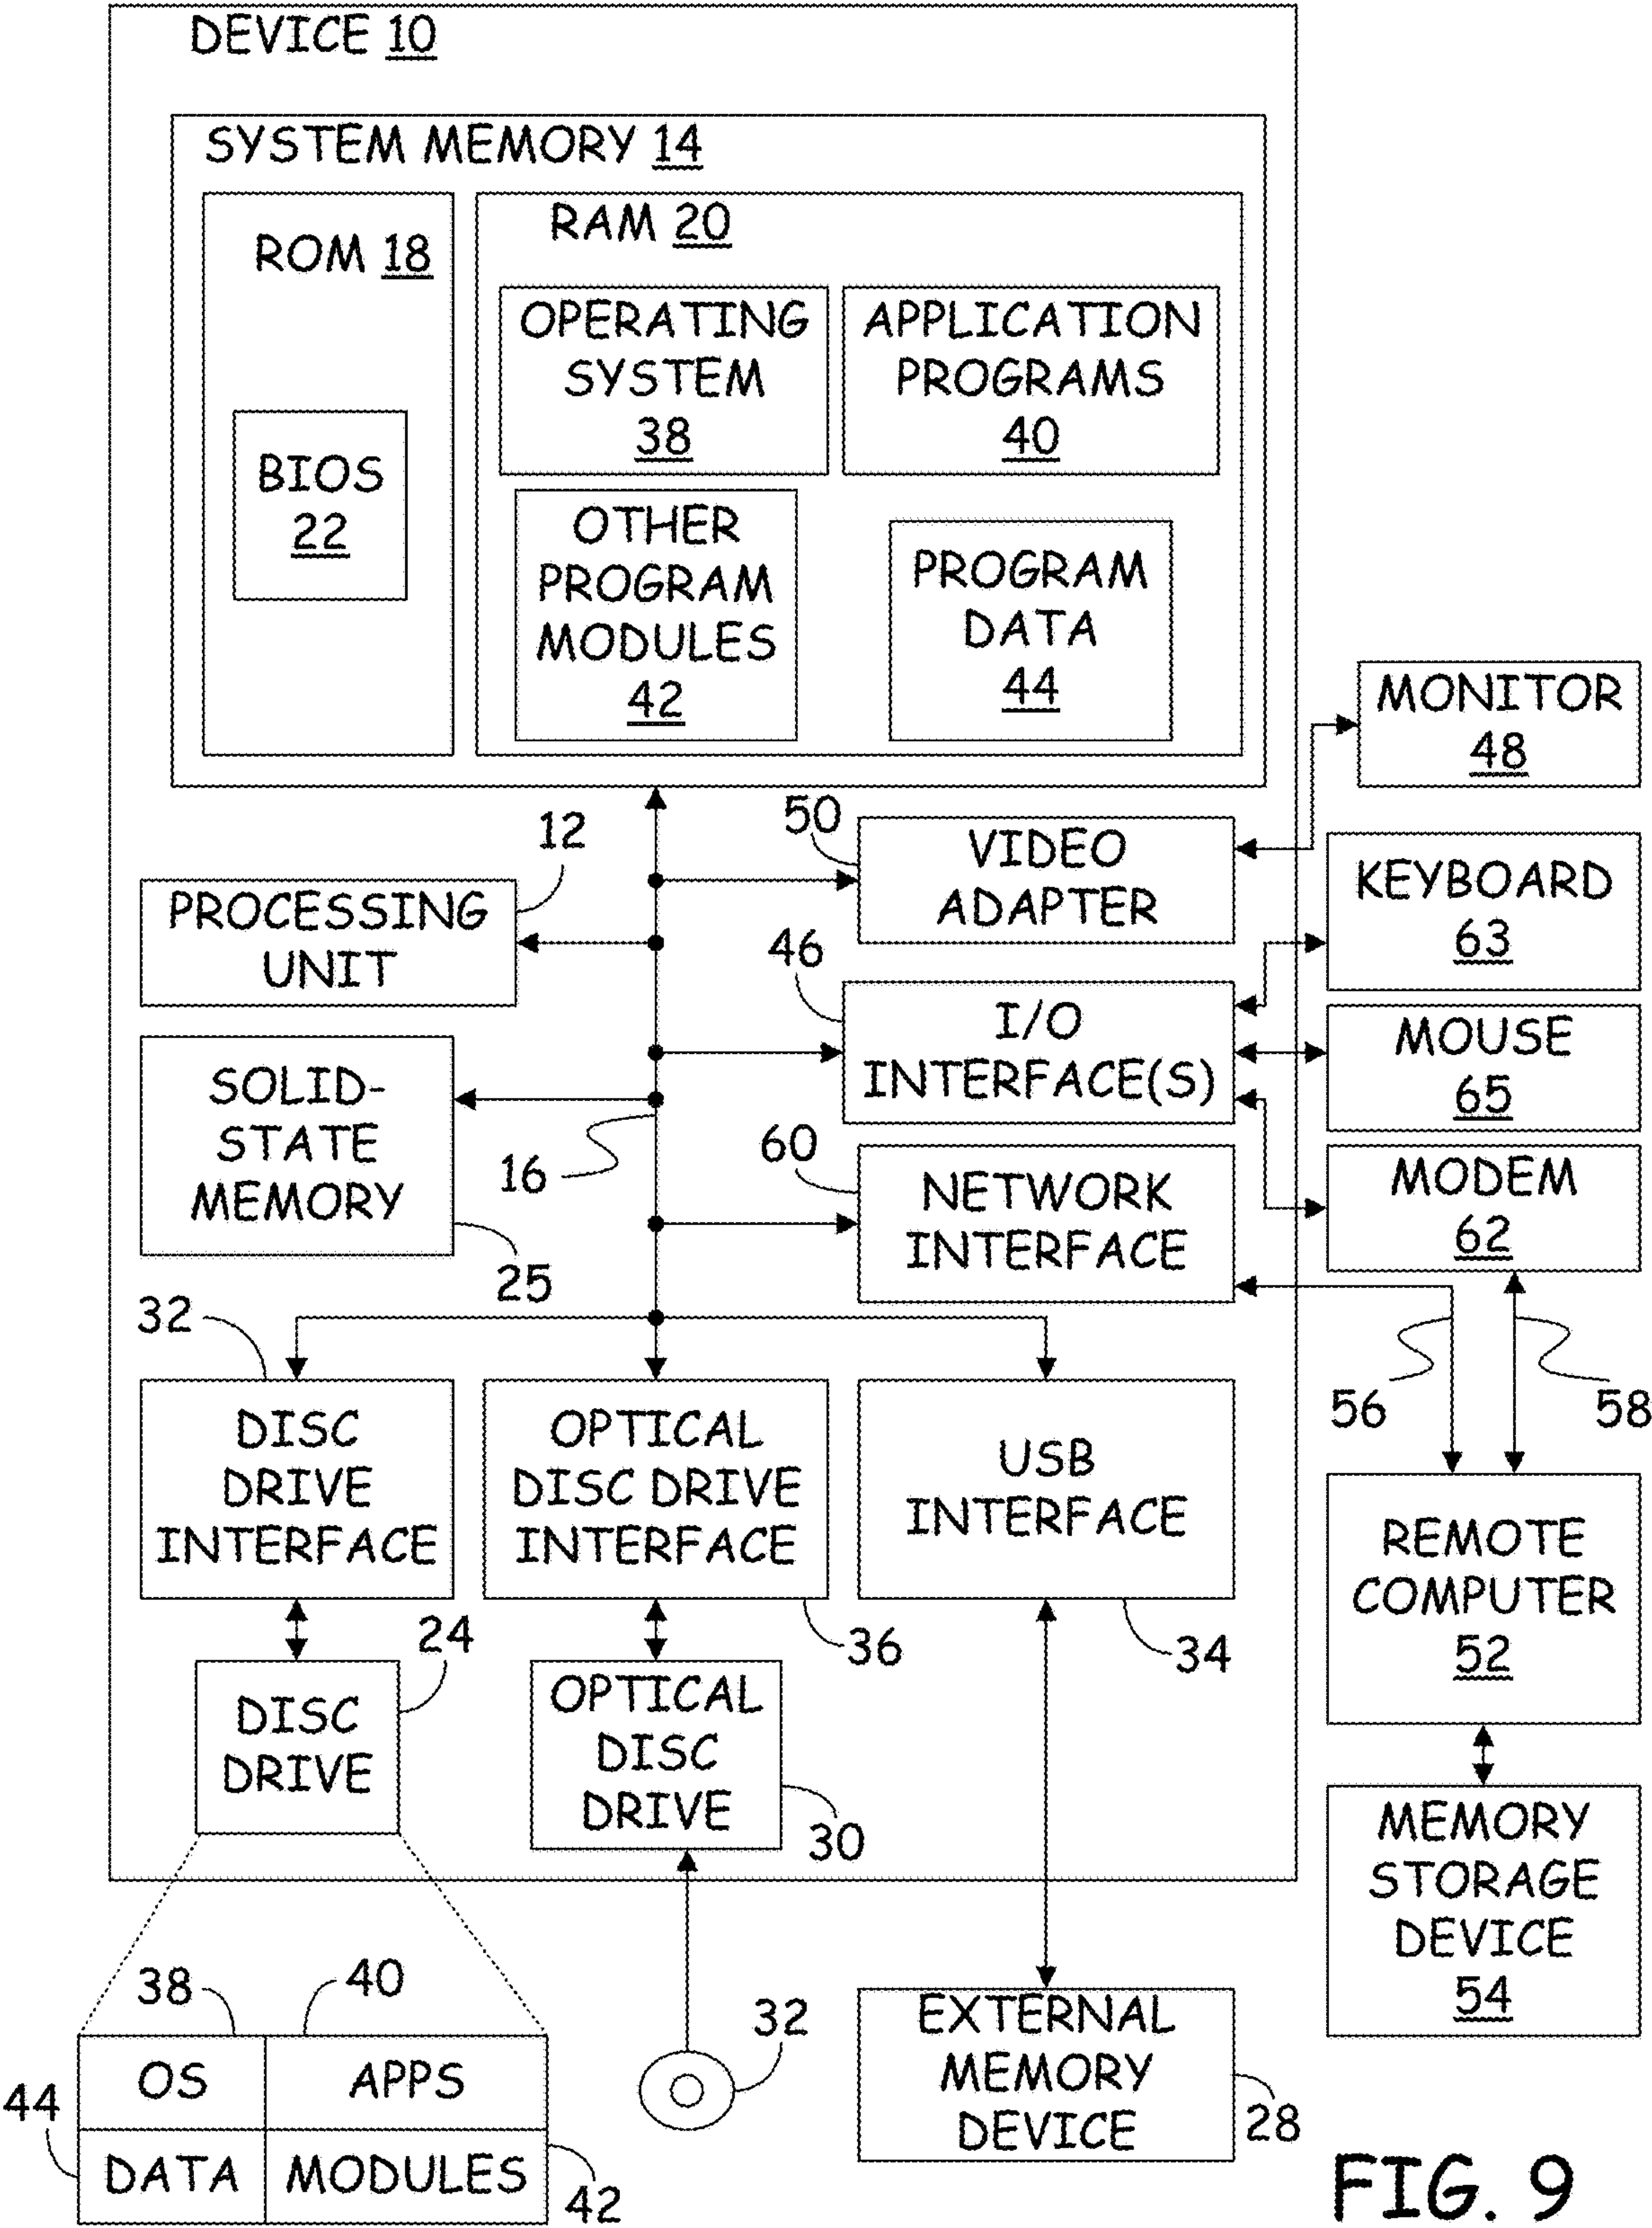 DEVICE 10
SYSTEM MEMORY 14
ROM 18
BIOS
22
RAM 20
OPERATING
SYSTEM
38
APPLICATION
PROGRAMS
40
OTHER
PROGRAM
MODULES
42
PROGRAM
DATA
44
MONITOR
48
12
PROCESSING
UNIT
50
VIDEO
ADAPTER
KEYBOARD
63
46
I/O
INTERFACE(S)
MOUSE
65
SOLID-
STATE
MEMORY
25
16
60
NETWORK
INTERFACE
MODEM
62
56
58
32
DISC
DRIVE
INTERFACE
OPTICAL
DISC DRIVE
INTERFACE
36
USB
INTERFACE
34
REMOTE
COMPUTER
52
24
DISC
DRIVE
OPTICAL
DISC
DRIVE
30
MEMORY
STORAGE
DEVICE
54
38
40
OS
APPS
44
DATA
MODULES
42
32
EXTERNAL
MEMORY
DEVICE
28
FIG. 9